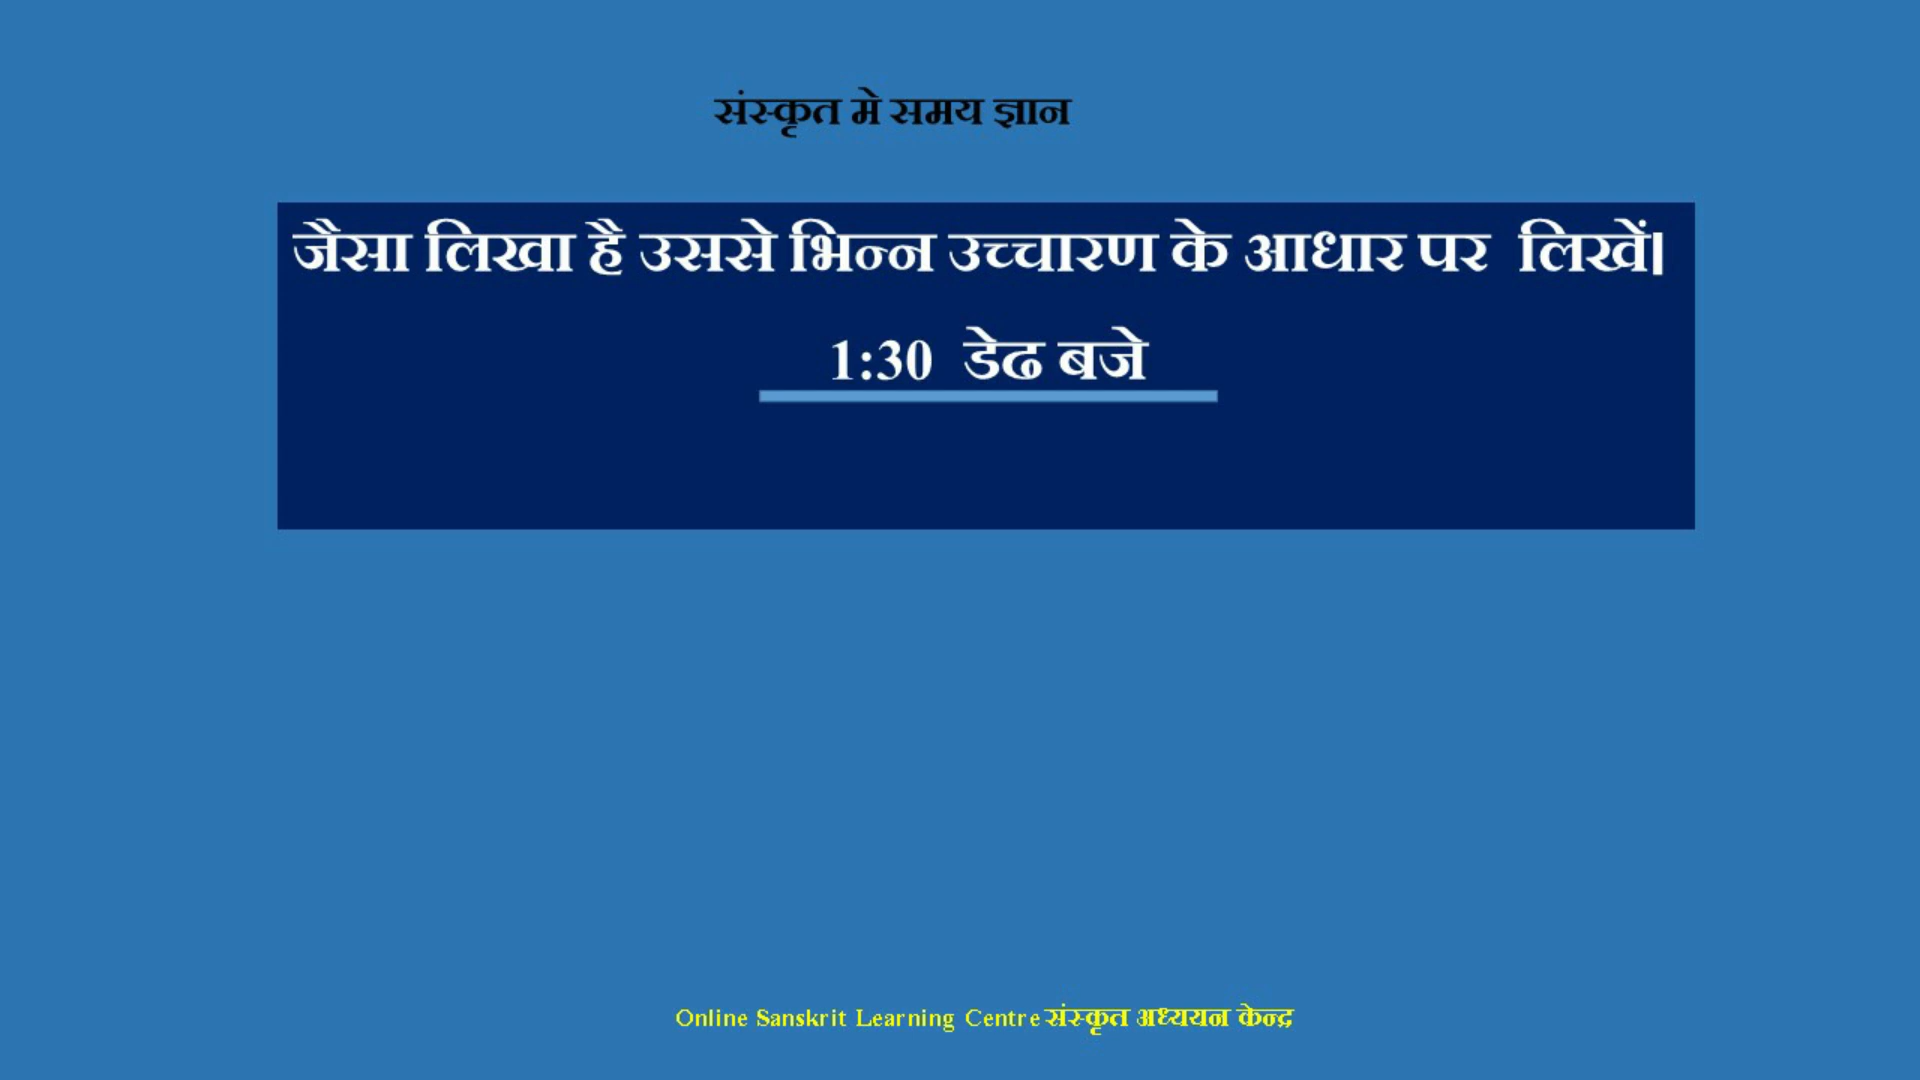 संस्कृत मे समय ज्ञान
जैसा लिखा है उससे भिन्न उच्चारण के आधार पर लिखें।
1:30 डेढ बजे
Online Sanskrit Learning Centre संस्कृत अध्ययन केन्द्र